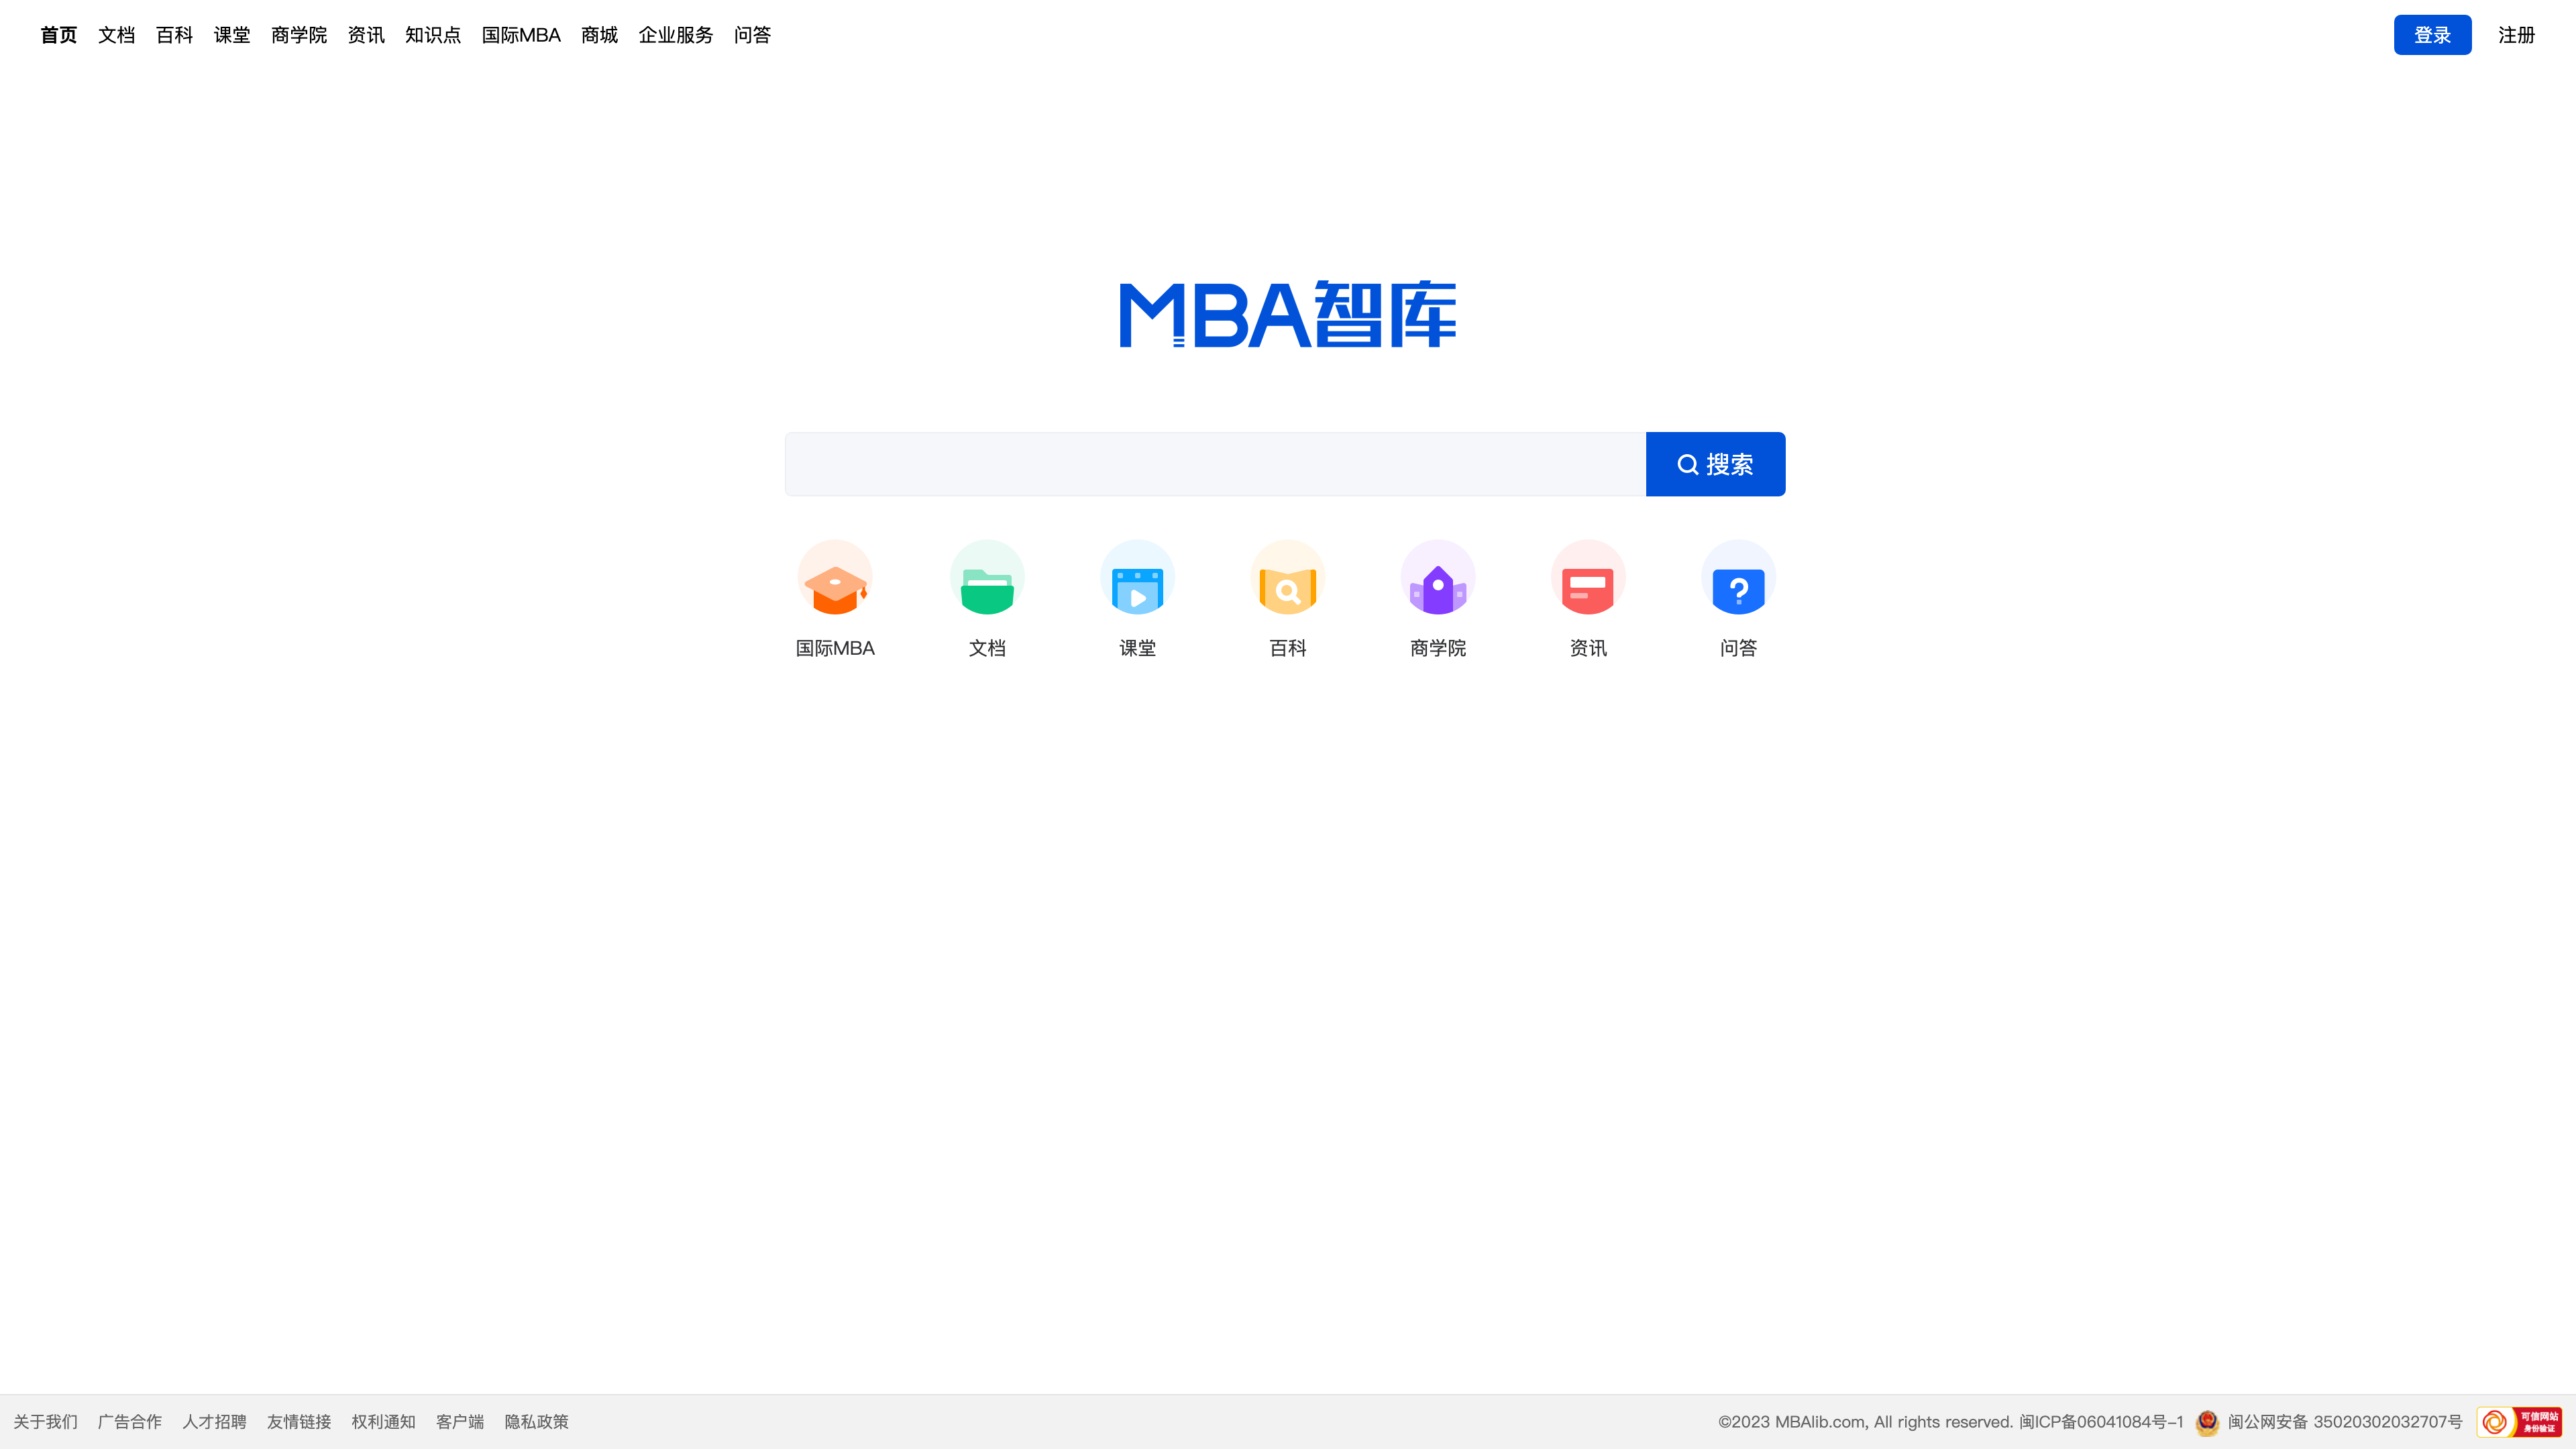 首页 文档 百科 课堂 商学院 资讯 知识点 国际MBA 商城 企业服务 问答 登录 注册
MBA智库
搜索
国际MBA 文档 课堂 百科 商学院 资讯 问答
关于我们 广告合作 人才招聘 友情链接 权利通知 客户端 隐私政策 ©2023 MBAlib.com, All rights reserved. 闽ICP备06041084号-1 闽公网安备 35020302032707号 可信网站 身份验证